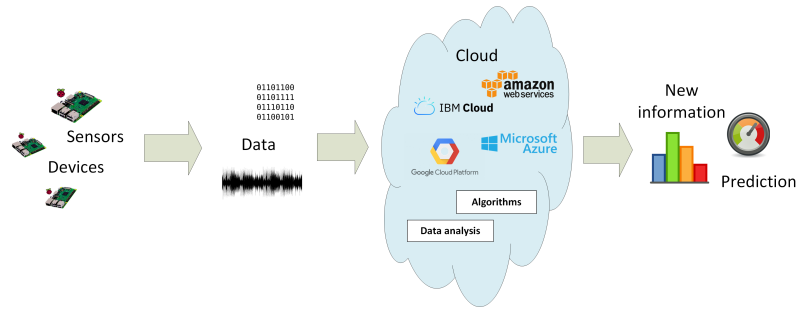 Sensors
Devices
01101100
01101111
01110110
01100101
Data
Cloud
amazon
web services
IBM Cloud
Microsoft
Azure
Google Cloud Platform
Algorithms
Data analysis
New
information
Prediction